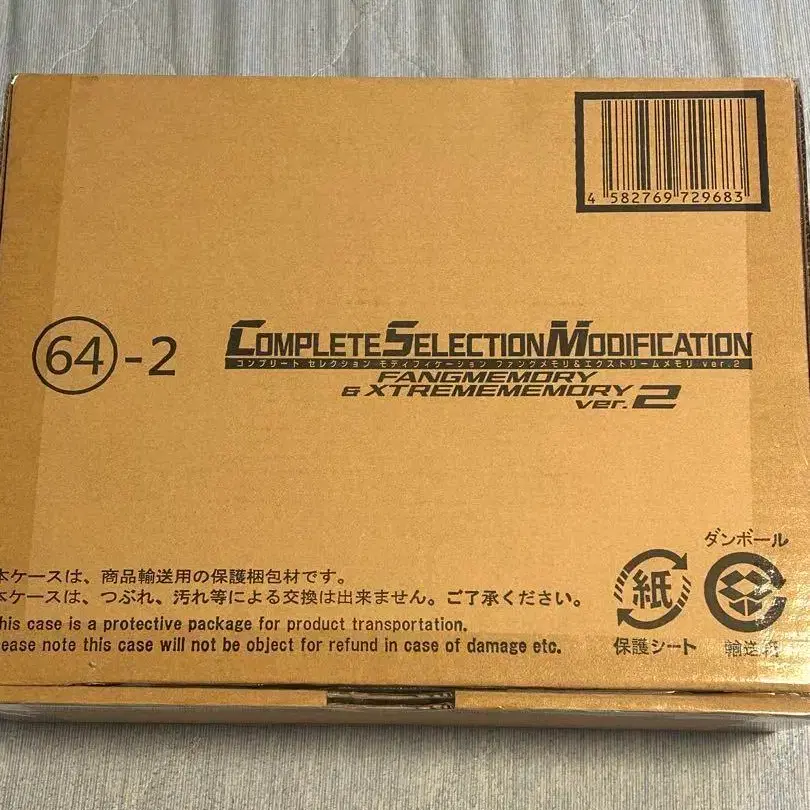 4 582769 729683
64-2
COMPLETE SELECTION MODIFICATION
コンプリート セレクション モディフィケーション ファングメモリ&エクストリームメモリ ver.2
FANGMEMORY
& XTREMEMEMORY
ver.2
ダンボール
本ケースは、商品輸送用の保護梱包材です。
本ケースは、つぶれ、汚れ等による交換は出来ません。ご了承ください。
his case is a protective package for product transportation.
ease note this case will not be object for refund in case of damage etc.
紙
保護シート
輸送箱